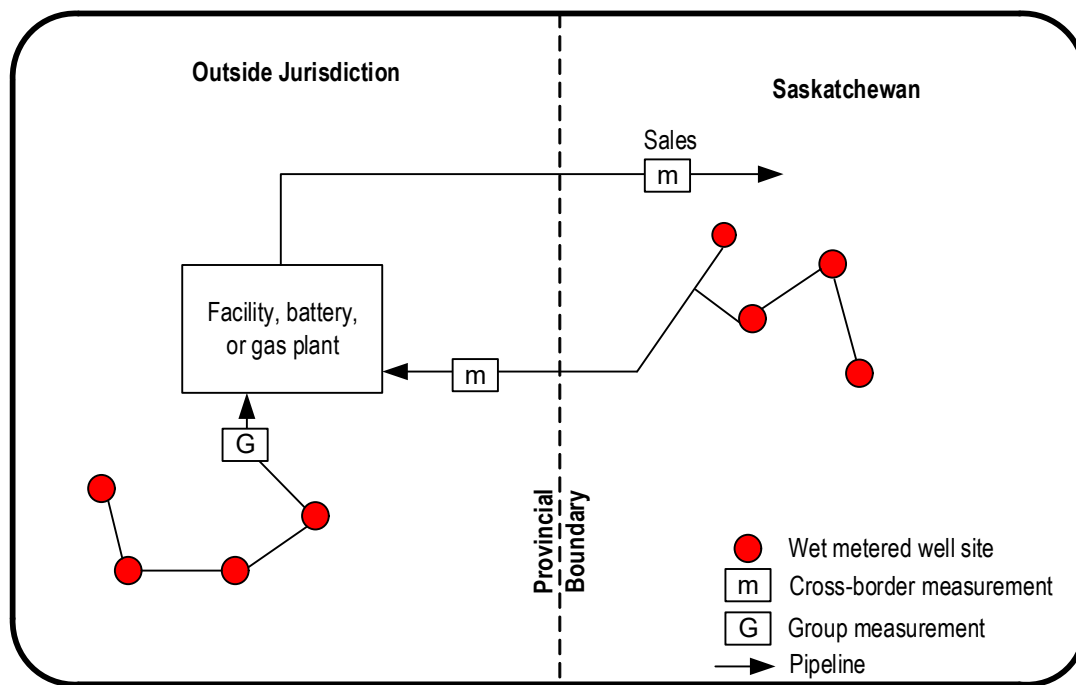 Outside Jurisdiction
Saskatchewan
Sales
m
Facility, battery,
or gas plant
m
G
Provincial
Boundary
Wet metered well site
m Cross-border measurement
G Group measurement
Pipeline